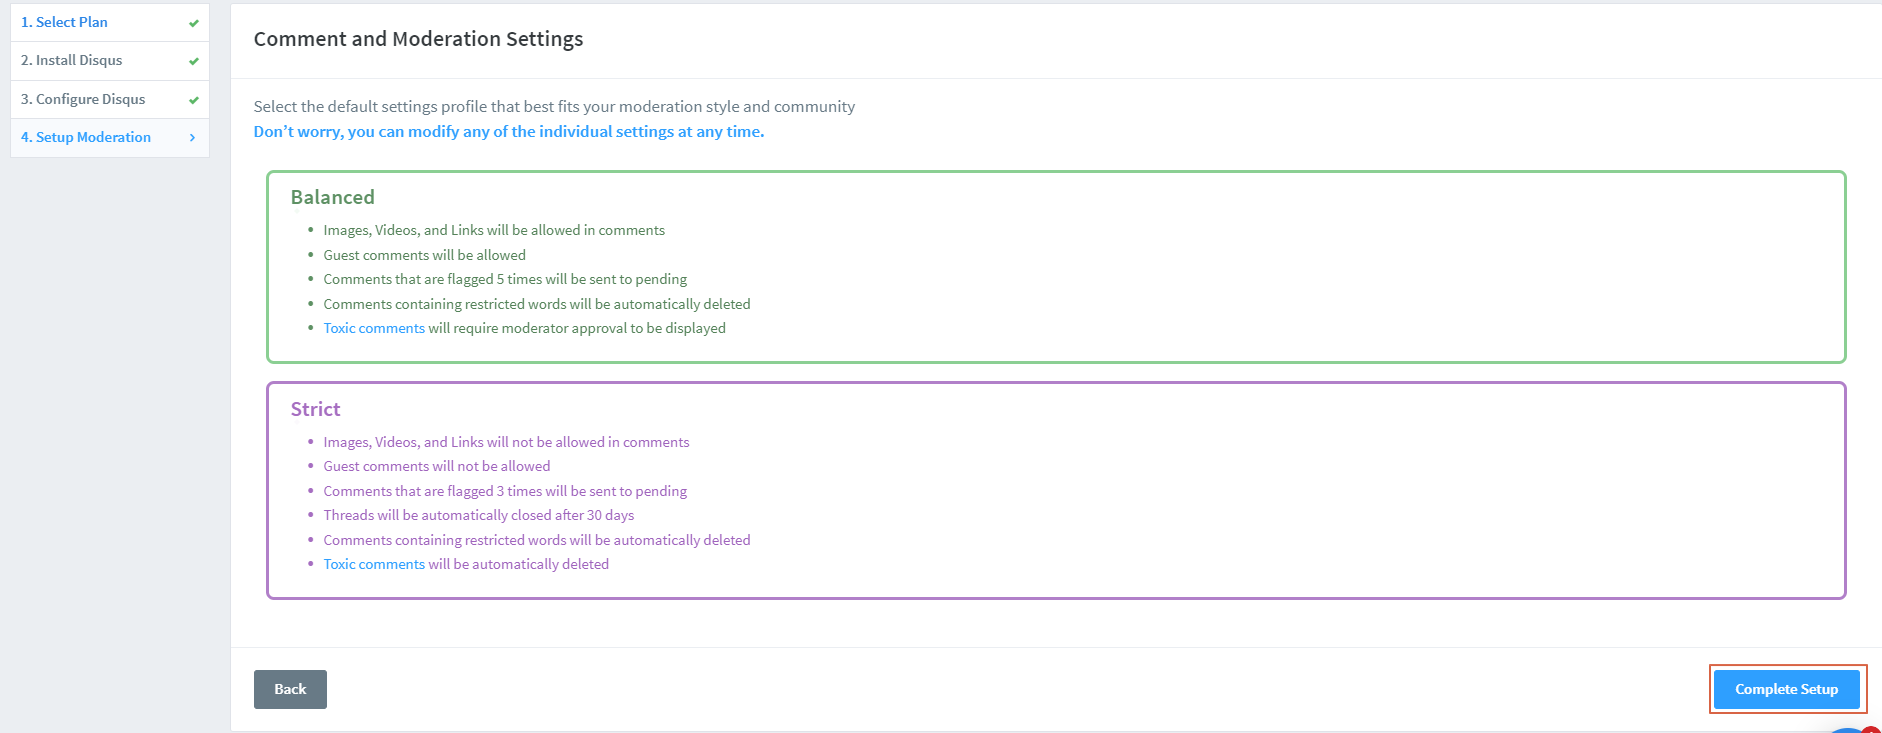 1. Select Plan
2. Install Disqus
3. Configure Disqus
4. Setup Moderation
Comment and Moderation Settings
Select the default settings profile that best fits your moderation style and community
Don’t worry, you can modify any of the individual settings at any time.
Balanced
• Images, Videos, and Links will be allowed in comments
• Guest comments will be allowed
• Comments that are flagged 5 times will be sent to pending
• Comments containing restricted words will be automatically deleted
• Toxic comments will require moderator approval to be displayed
Strict
• Images, Videos, and Links will not be allowed in comments
• Guest comments will not be allowed
• Comments that are flagged 3 times will be sent to pending
• Threads will be automatically closed after 30 days
• Comments containing restricted words will be automatically deleted
• Toxic comments will be automatically deleted
Back
Complete Setup